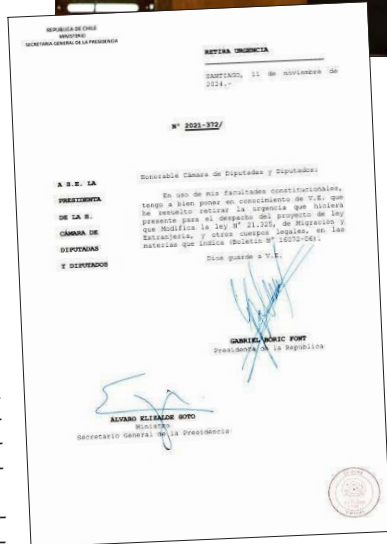 REPUBLICA DE CHILE
MINISTERIO
SECRETARIA GENERAL DE LA PRESIDENCIA
RETIRA URGENCIA
SANTIAGO, 11 de noviembre de
2024.-
Nº 2021-372/
A S.E. LA
PRESIDENTA
DE LA H.
CÁMARA DE
DIPUTADAS
Y DIPUTADOS
Honorable Cámara de Diputadas y Diputados:
En uso de mis facultades constitucionales,
tengo a bien poner en conocimiento de V.E. que
he resuelto retirar la urgencia que hiciera
presente para el despacho del proyecto de ley
que Modifica la ley N° 21.325, de Migración y
Extranjería, y otros cuerpos legales, en las
materias que indica (Boletín N° 16072-06).
Dios guarde a V.E.
GABRIEL BORIC FONT
Presidente de la República
ÁLVARO ELIZALDE SOTO
Ministro
Secretario General de la Presidencia